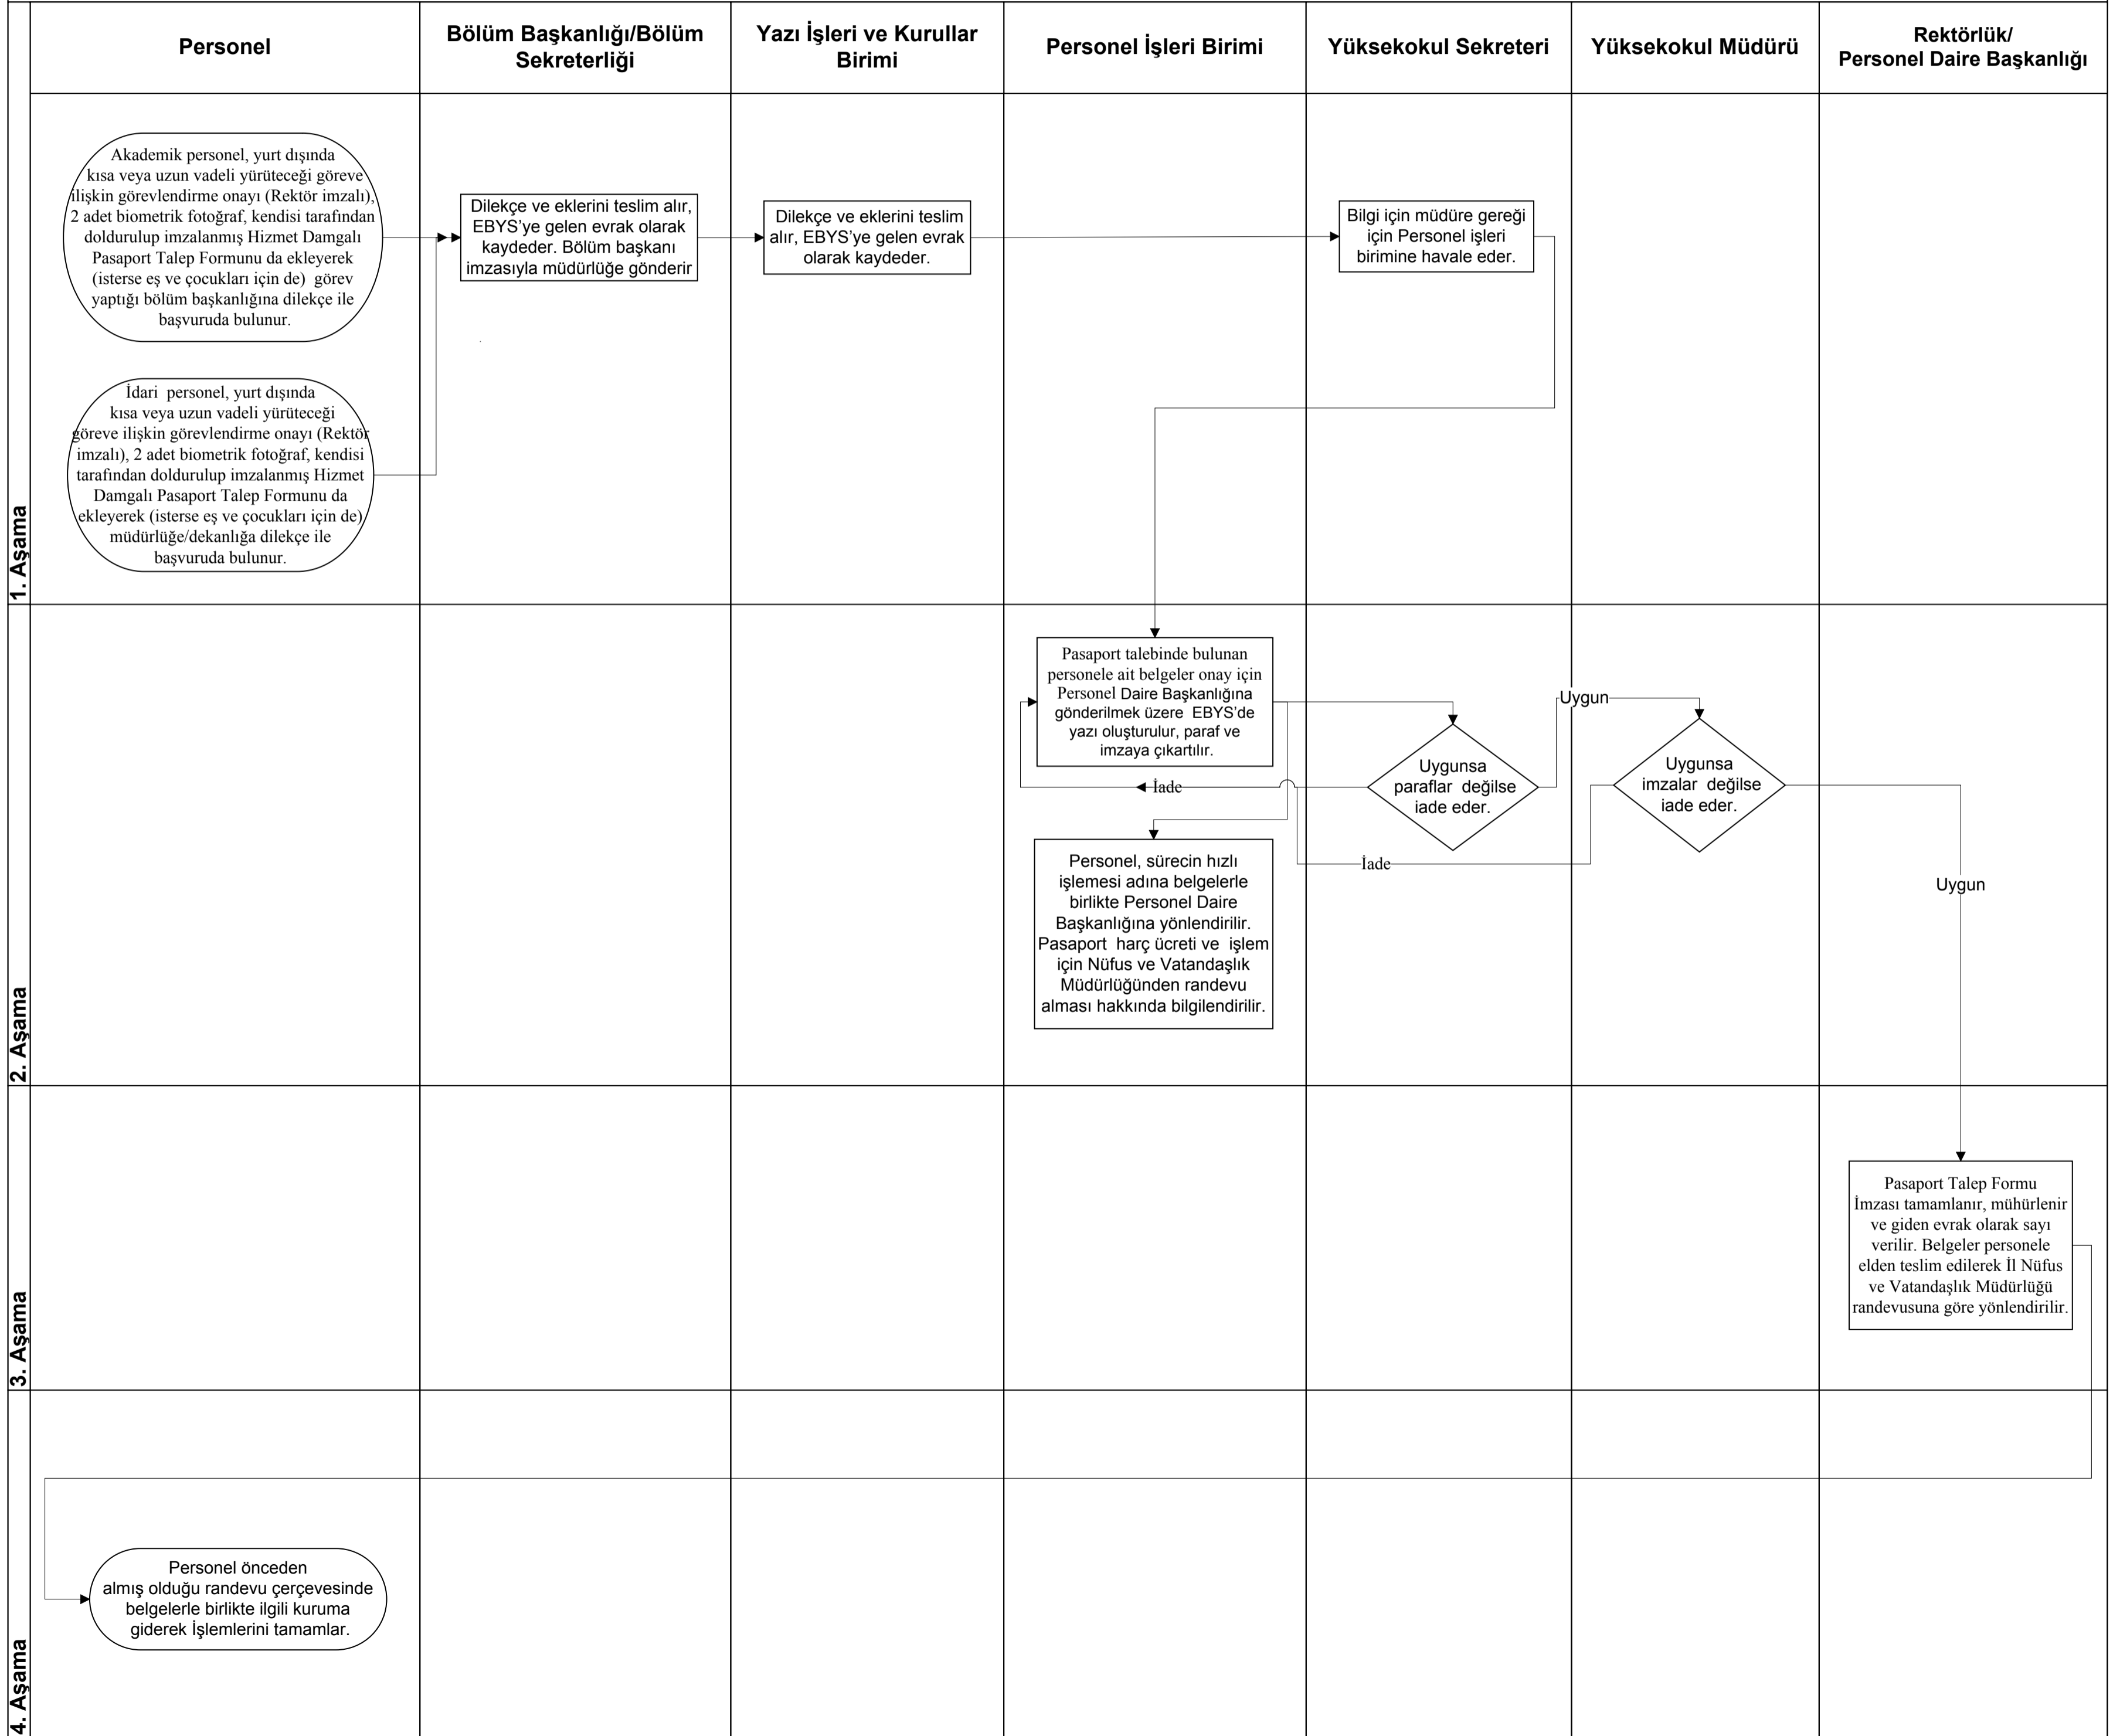 Personel
Bölüm Başkanlığı/Bölüm
Sekreterliği
Yazı İşleri ve Kurullar
Birimi
Personel İşleri Birimi
Yüksekokul Sekreteri
Yüksekokul Müdürü
Rektörlük/
Personel Daire Başkanlığı
1. Aşama
Akademik personel, yurt dışında
kısa veya uzun vadeli yürüteceği göreve
ilişkin görevlendirme onayı (Rektör imzalı),
2 adet biometrik fotoğraf, kendisi tarafından
doldurulup imzalanmış Hizmet Damgalı
Pasaport Talep Formunu da ekleyerek
(isterse eş ve çocukları için de) görev
yaptığı bölüm başkanlığına dilekçe ile
başvuruda bulunur.
İdari personel, yurt dışında
kısa veya uzun vadeli yürüteceği
göreve ilişkin görevlendirme onayı (Rektör
imzalı), 2 adet biometrik fotoğraf, kendisi
tarafından doldurulup imzalanmış Hizmet
Damgalı Pasaport Talep Formunu da
ekleyerek (isterse eş ve çocukları için de)
müdürlüğe/dekanlığa dilekçe ile
başvuruda bulunur.
Dilekçe ve eklerini teslim alır,
EBYS'ye gelen evrak olarak
kaydeder. Bölüm başkanı
imzasıyla müdürlüğe gönderir
Dilekçe ve eklerini teslim
alır, EBYS'ye gelen evrak
olarak kaydeder.
Bilgi için müdüre gereği
için Personel işleri
birimine havale eder.
2. Aşama
Pasaport talebinde bulunan
personele ait belgeler onay için
Personel Daire Başkanlığına
gönderilmek üzere EBYS'de
yazı oluşturulur, paraf ve
imzaya çıkartılır.
Uygunsa
paraflar değilse
iade eder.
Uygun
Uygunsa
imzalar değilse
iade eder.
İade
İade
Uygun
Personel, sürecin hızlı
işlemesi adına belgelerle
birlikte Personel Daire
Başkanlığına yönlendirilir.
Pasaport harç ücreti ve işlem
için Nüfus ve Vatandaşlık
Müdürlüğünden randevu
alması hakkında bilgilendirilir.
3. Aşama
Pasaport Talep Formu
İmzası tamamlanır, mühürlenir
ve giden evrak olarak sayı
verilir. Belgeler personele
elden teslim edilerek İl Nüfus
ve Vatandaşlık Müdürlüğü
randevusuna göre yönlendirilir.
4. Aşama
Personel önceden
almış olduğu randevu çerçevesinde
belgelerle birlikte ilgili kuruma
giderek İşlemlerini tamamlar.